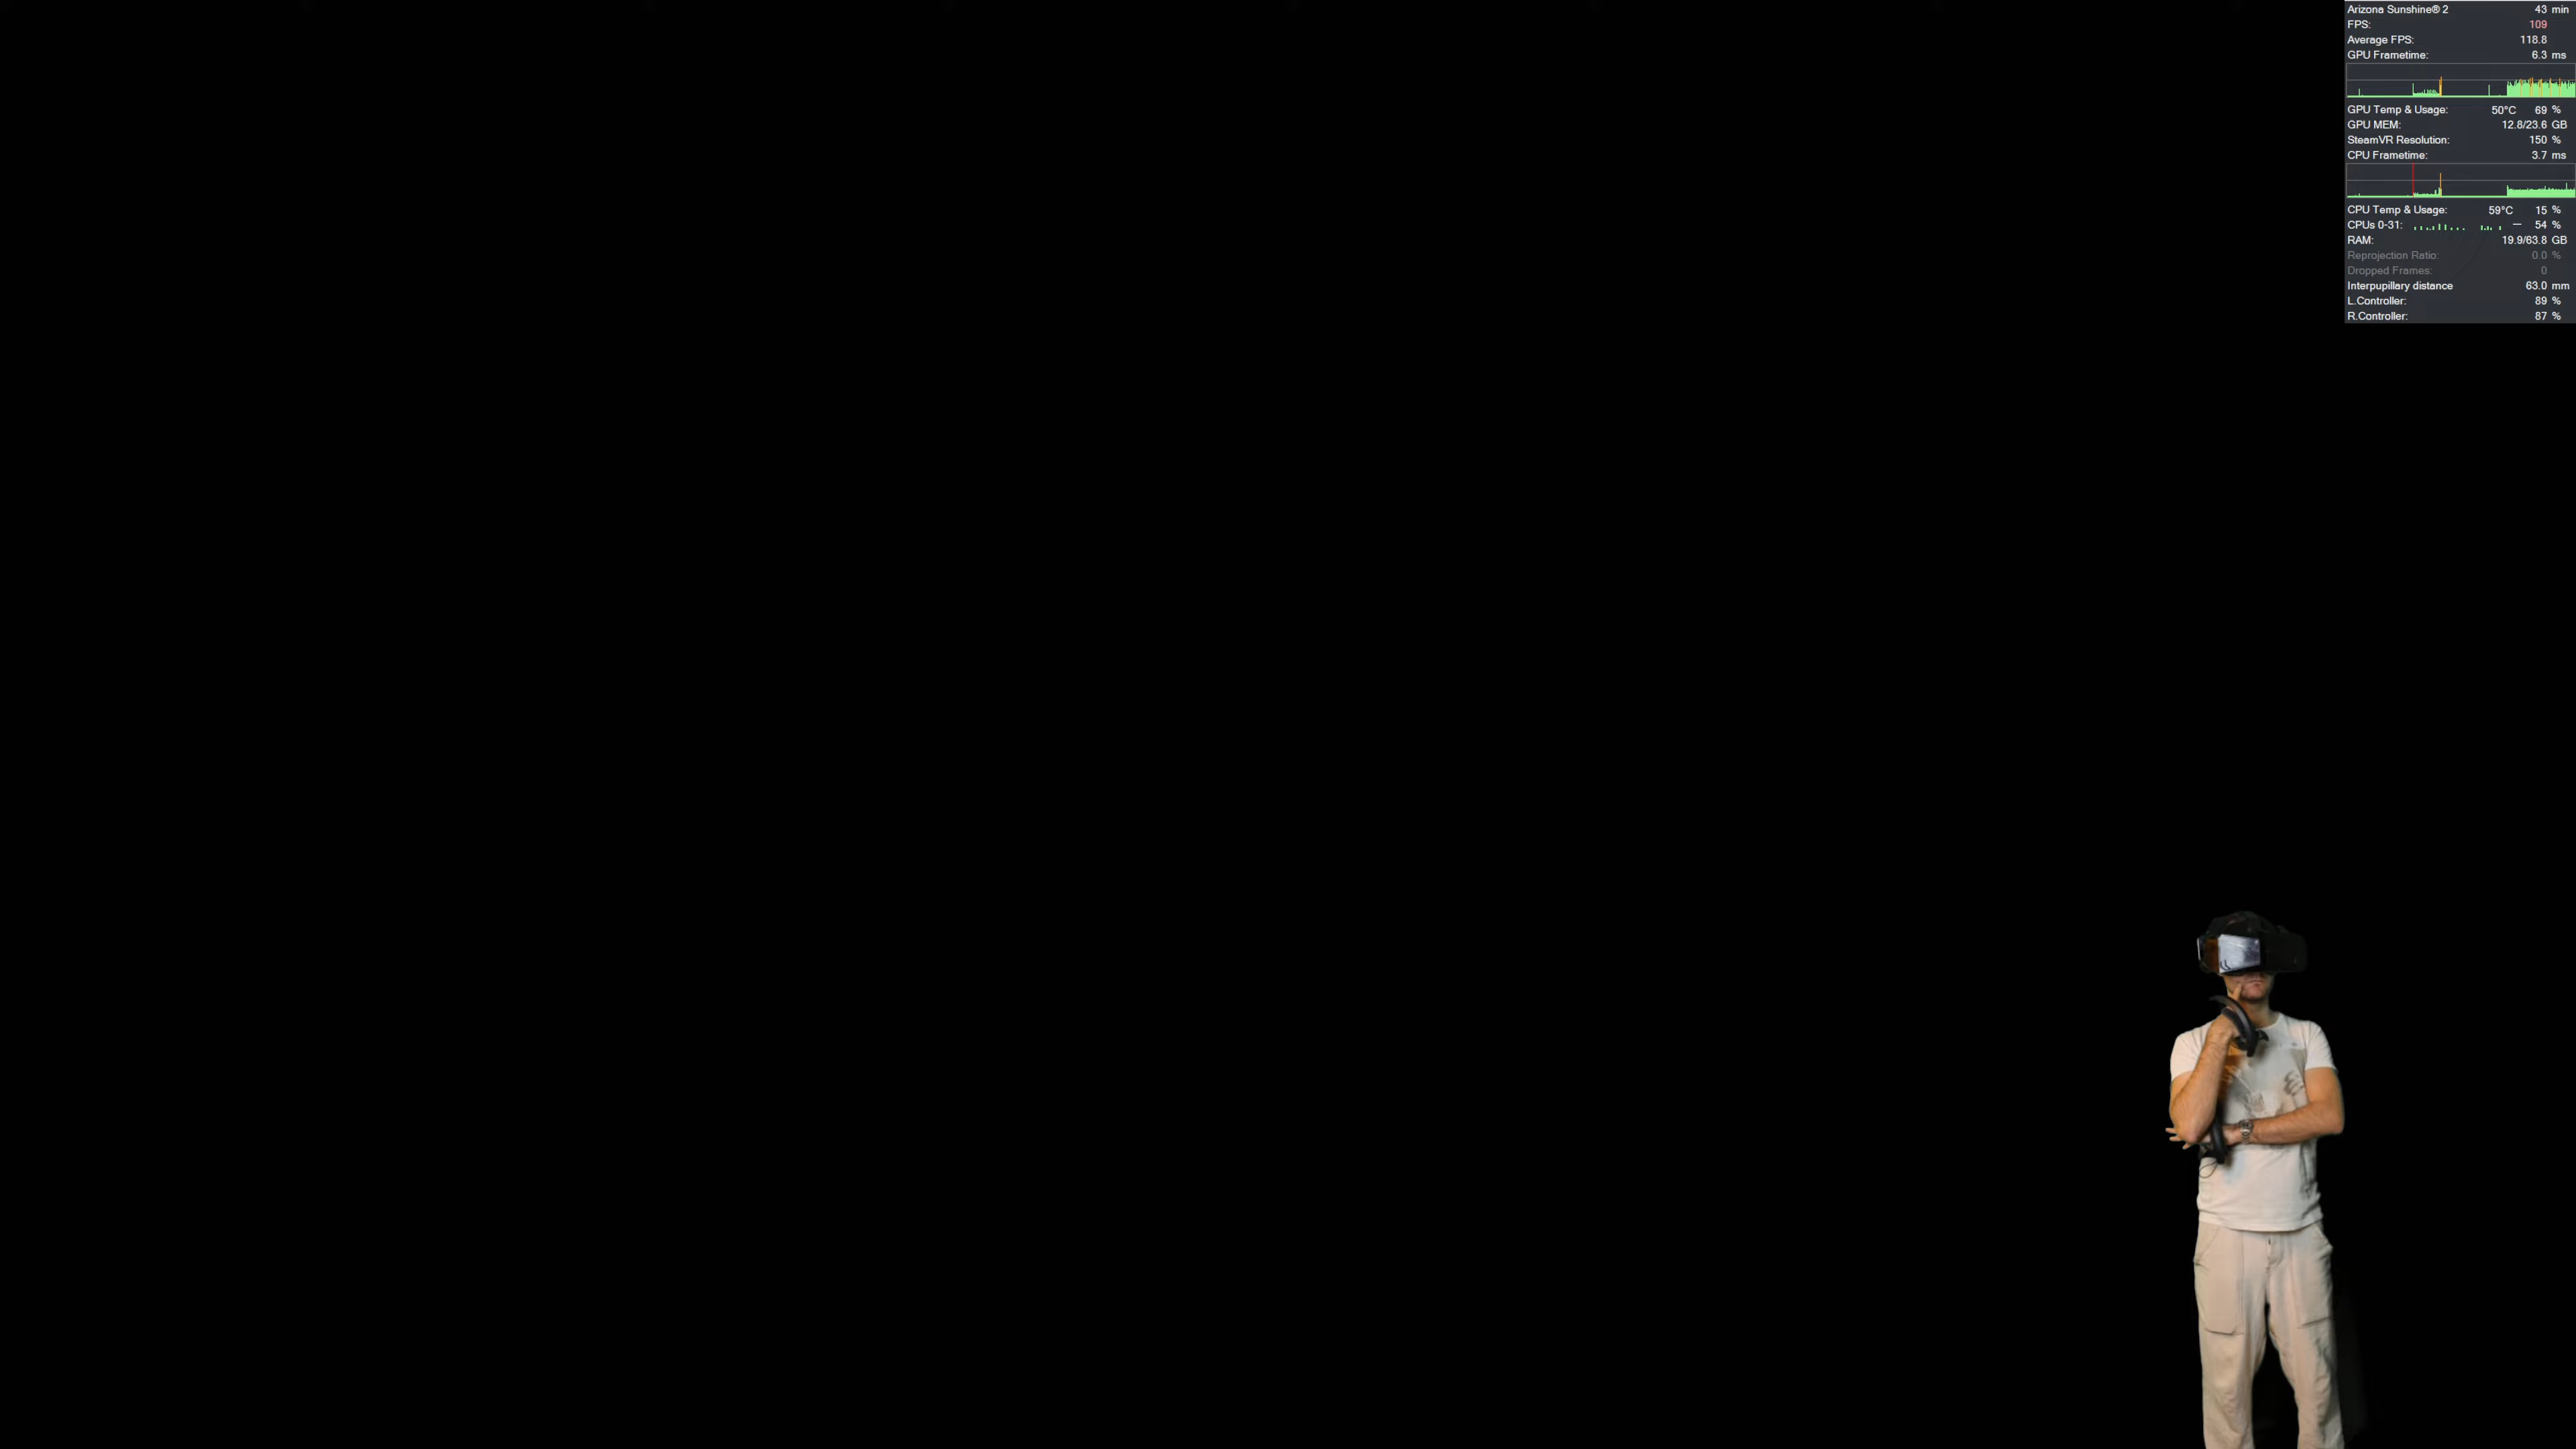 Arizona Sunshine® 2 43 min
FPS: 109
Average FPS: 118.8
GPU Frametime: 6.3 ms
GPU Temp & Usage: 50°C 69 %
GPU MEM: 12.8/23.6 GB
SteamVR Resolution: 150 %
CPU Frametime: 3.7 ms
CPU Temp & Usage: 59°C 15 %
CPUs 0-31: 54 %
RAM: 19.9/63.8 GB
Reprojection Ratio: 0.0 %
Dropped Frames: 0
Interpupillary distance 63.0 mm
L.Controller: 89 %
R.Controller: 87 %